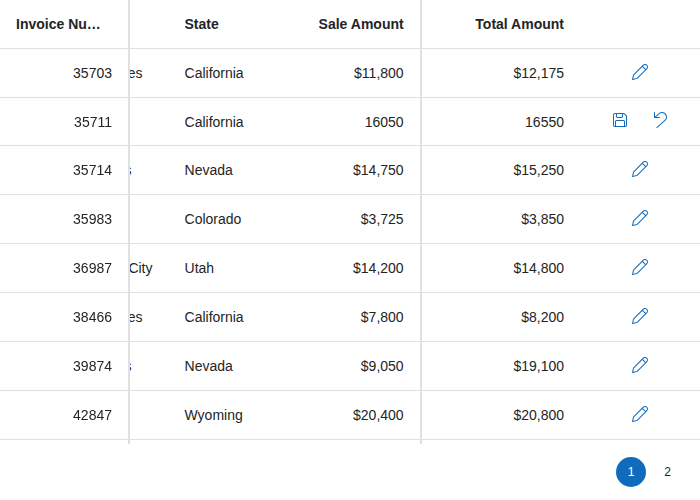 Invoice Nu… State Sale Amount Total Amount
35703 es California $11,800 $12,175
35711 California 16050 16550
35714 Nevada $14,750 $15,250
35983 Colorado $3,725 $3,850
36987 City Utah $14,200 $14,800
38466 es California $7,800 $8,200
39874 Nevada $9,050 $19,100
42847 Wyoming $20,400 $20,800
1 2